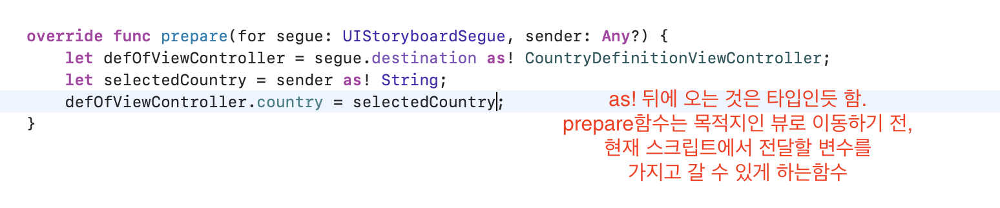 override func prepare(for segue: UIStoryboardSegue, sender: Any?) {
let defOfViewController = segue.destination as! CountryDefinitionViewController;
let selectedCountry = sender as! String;
defOfViewController.country = selectedCountry;
}
as! 뒤에 오는 것은 타입인듯 함.
prepare함수는 목적지인 뷰로 이동하기 전,
현재 스크립트에서 전달할 변수를
가지고 갈 수 있게 하는함수